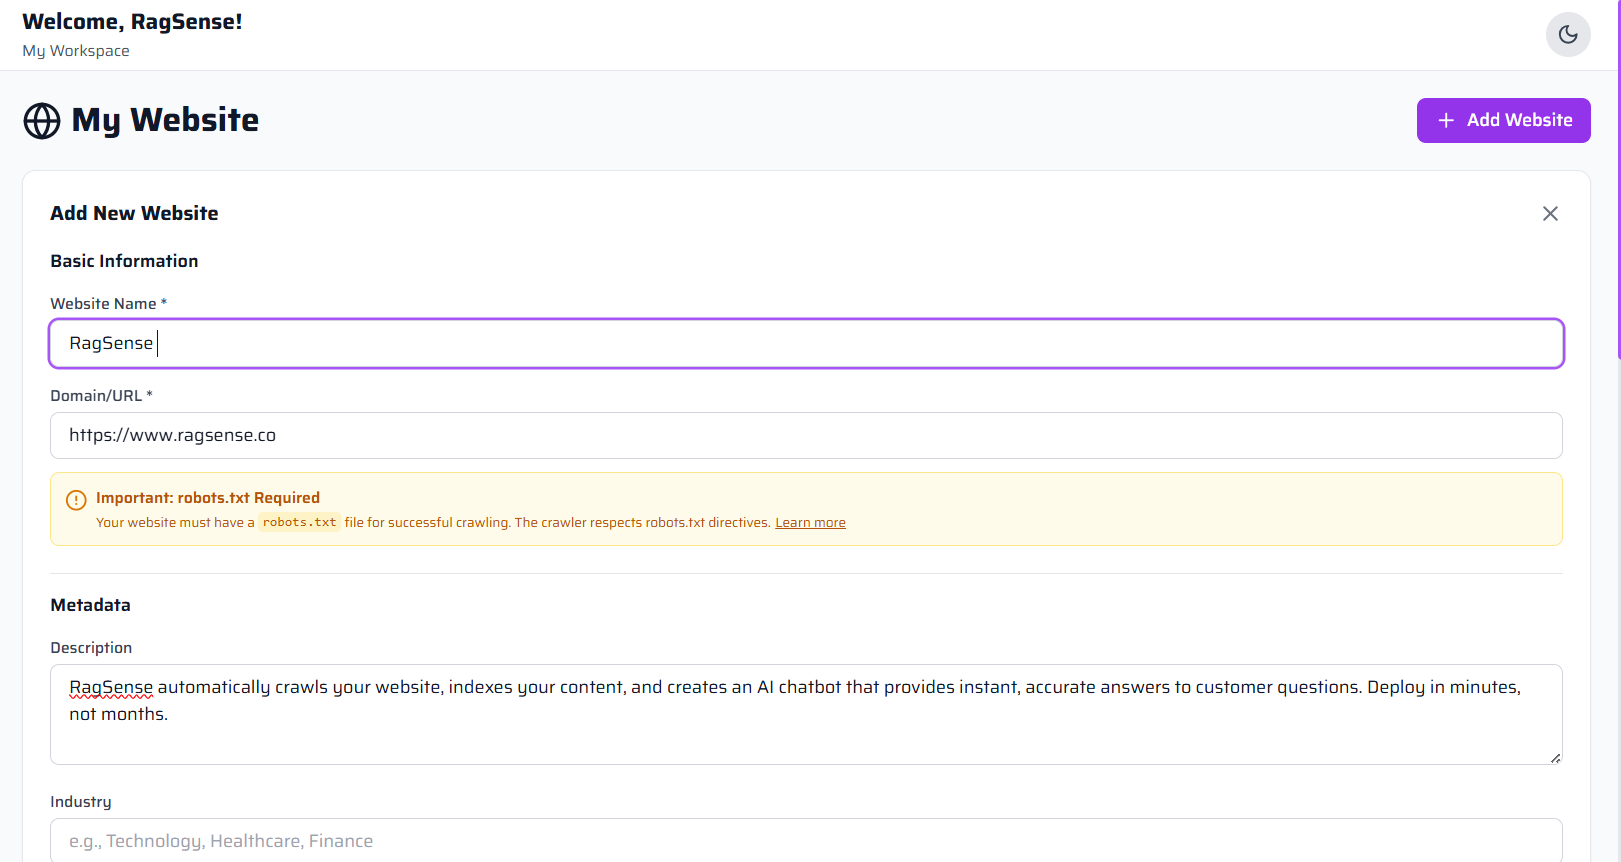 Welcome, RagSense!
My Workspace
My Website
Add Website
Add New Website
Basic Information
Website Name *
RagSense
Domain/URL *
https://www.ragsense.co
Important: robots.txt Required
Your website must have a robots.txt file for successful crawling. The crawler respects robots.txt directives. Learn more
Metadata
Description
RagSense automatically crawls your website, indexes your content, and creates an AI chatbot that provides instant, accurate answers to customer questions. Deploy in minutes,
not months.
Industry
e.g., Technology, Healthcare, Finance